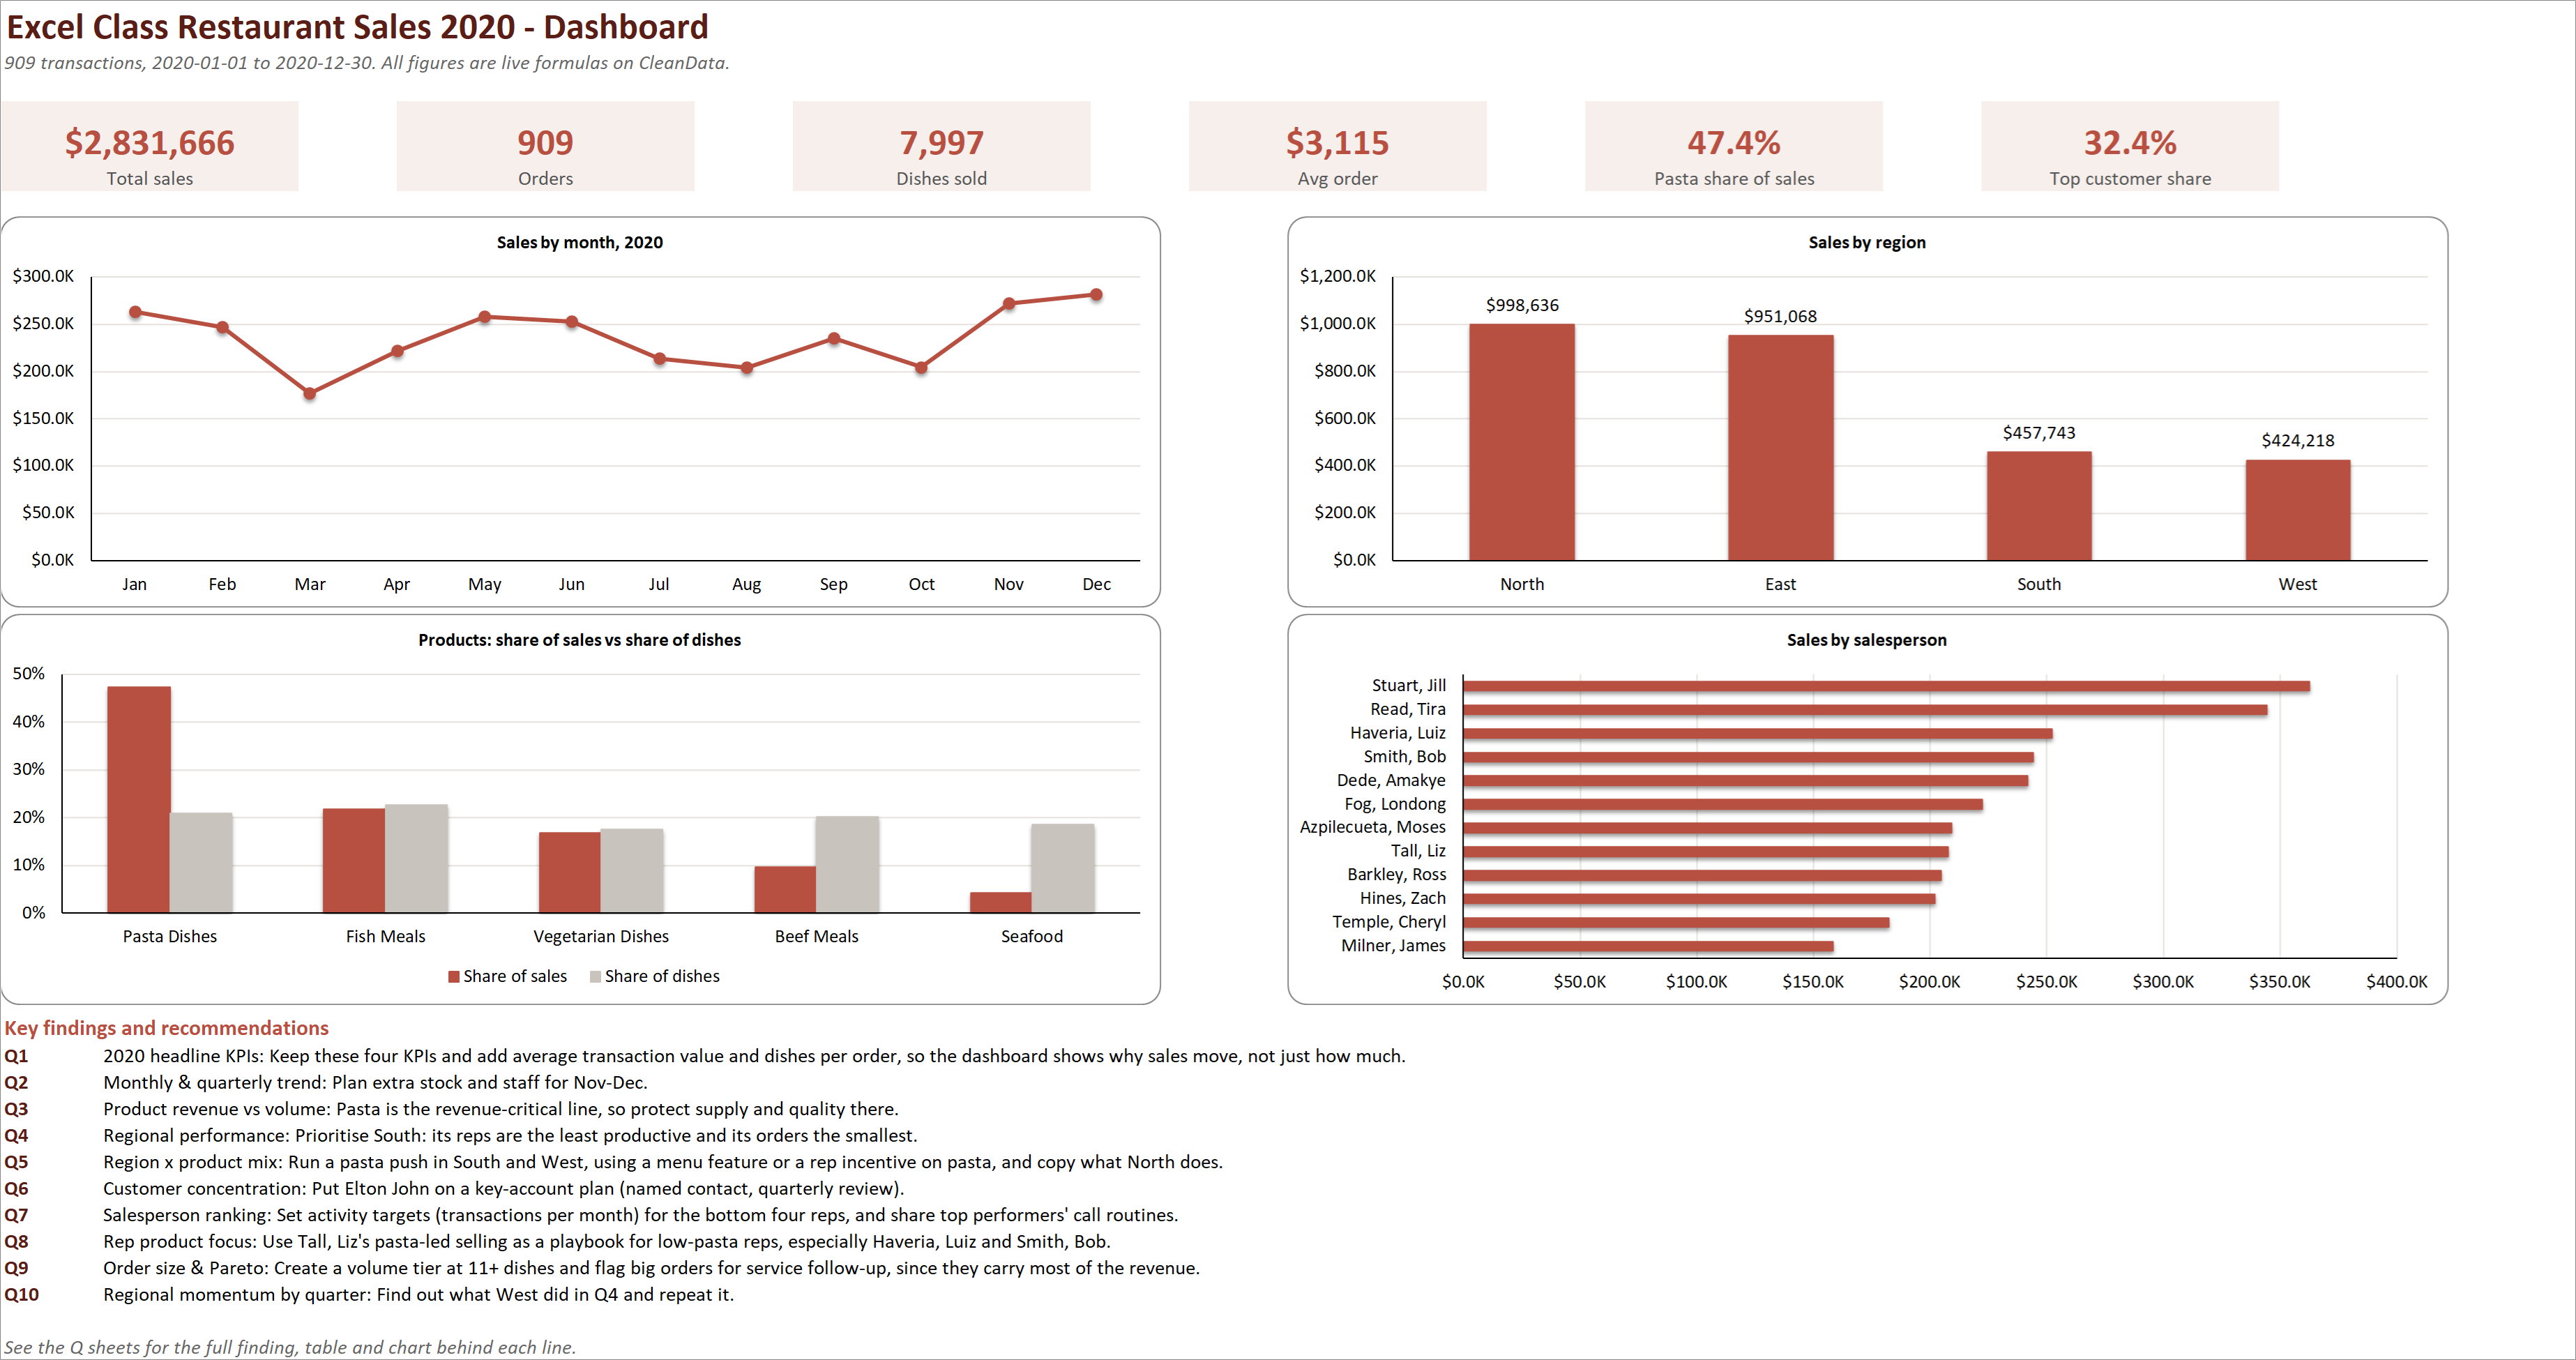 Excel Class Restaurant Sales 2020 - Dashboard
909 transactions, 2020-01-01 to 2020-12-30. All figures are live formulas on CleanData.
$2,831,666
Total sales
909
Orders
7,997
Dishes sold
$3,115
Avg order
47.4%
Pasta share of sales
32.4%
Top customer share
Sales by month, 2020
$300.0K
$250.0K
$200.0K
$150.0K
$100.0K
$50.0K
$0.0K
Jan Feb Mar Apr May Jun Jul Aug Sep Oct Nov Dec
Sales by region
$1,200.0K
$1,000.0K
$800.0K
$600.0K
$400.0K
$200.0K
$0.0K
$998,636
$951,068
$457,743
$424,218
North East South West
Products: share of sales vs share of dishes
50%
40%
30%
20%
10%
0%
Pasta Dishes Fish Meals Vegetarian Dishes Beef Meals Seafood
Share of sales Share of dishes
Sales by salesperson
Stuart, Jill
Read, Tira
Haveria, Luiz
Smith, Bob
Dede, Amakye
Fog, Londong
Azpilecueta, Moses
Tall, Liz
Barkley, Ross
Hines, Zach
Temple, Cheryl
Milner, James
$0.0K $50.0K $100.0K $150.0K $200.0K $250.0K $300.0K $350.0K $400.0K
Key findings and recommendations
Q1 2020 headline KPIs: Keep these four KPIs and add average transaction value and dishes per order, so the dashboard shows why sales move, not just how much.
Q2 Monthly & quarterly trend: Plan extra stock and staff for Nov-Dec.
Q3 Product revenue vs volume: Pasta is the revenue-critical line, so protect supply and quality there.
Q4 Regional performance: Prioritise South: its reps are the least productive and its orders the smallest.
Q5 Region x product mix: Run a pasta push in South and West, using a menu feature or a rep incentive on pasta, and copy what North does.
Q6 Customer concentration: Put Elton John on a key-account plan (named contact, quarterly review).
Q7 Salesperson ranking: Set activity targets (transactions per month) for the bottom four reps, and share top performers' call routines.
Q8 Rep product focus: Use Tall, Liz's pasta-led selling as a playbook for low-pasta reps, especially Haveria, Luiz and Smith, Bob.
Q9 Order size & Pareto: Create a volume tier at 11+ dishes and flag big orders for service follow-up, since they carry most of the revenue.
Q10 Regional momentum by quarter: Find out what West did in Q4 and repeat it.
See the Q sheets for the full finding, table and chart behind each line.